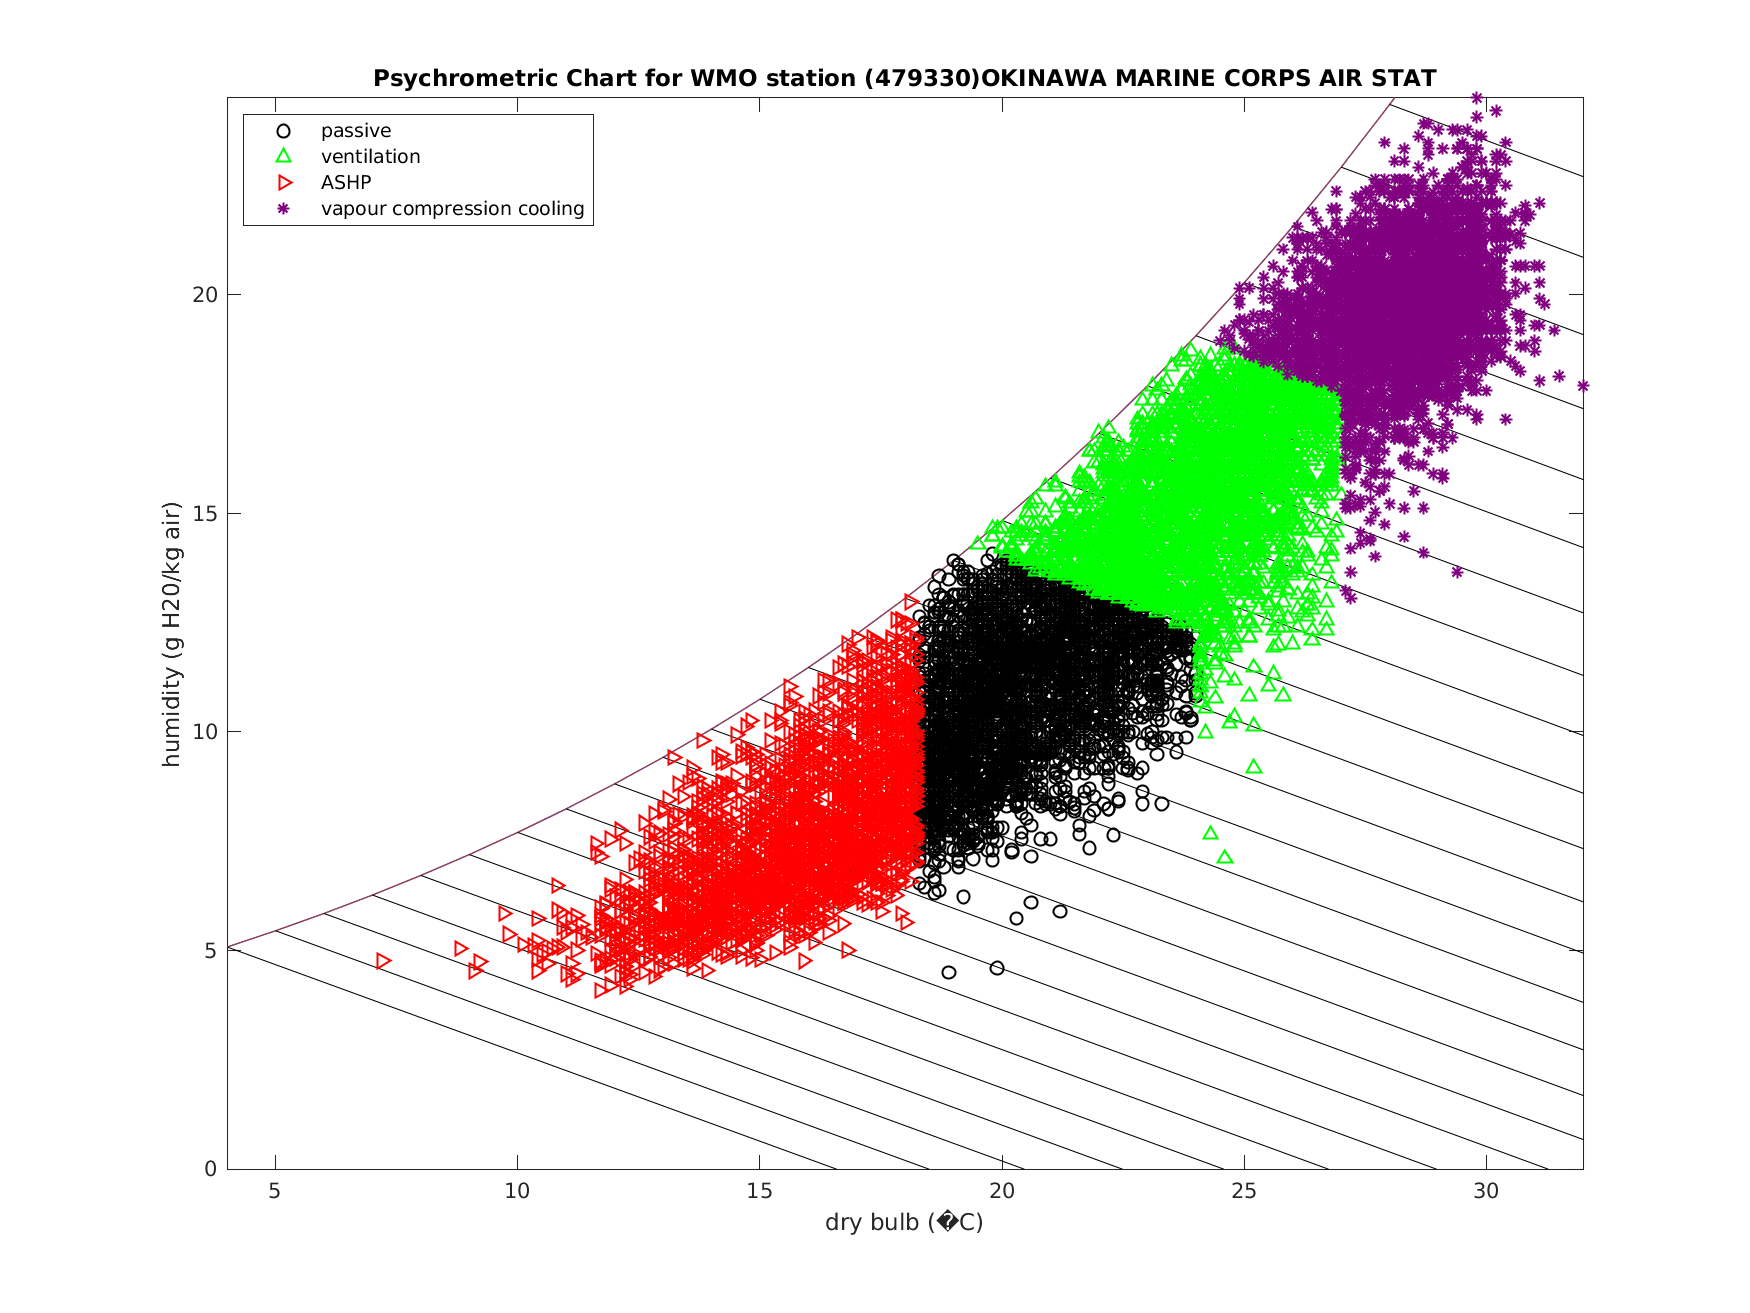 Psychrometric Chart for WMO station (479330)OKINAWA MARINE CORPS AIR STAT
passive
ventilation
ASHP
vapour compression cooling
humidity (g H20/kg air)
20
15
10
5
0
5 10 15 20 25 30
dry bulb (�C)